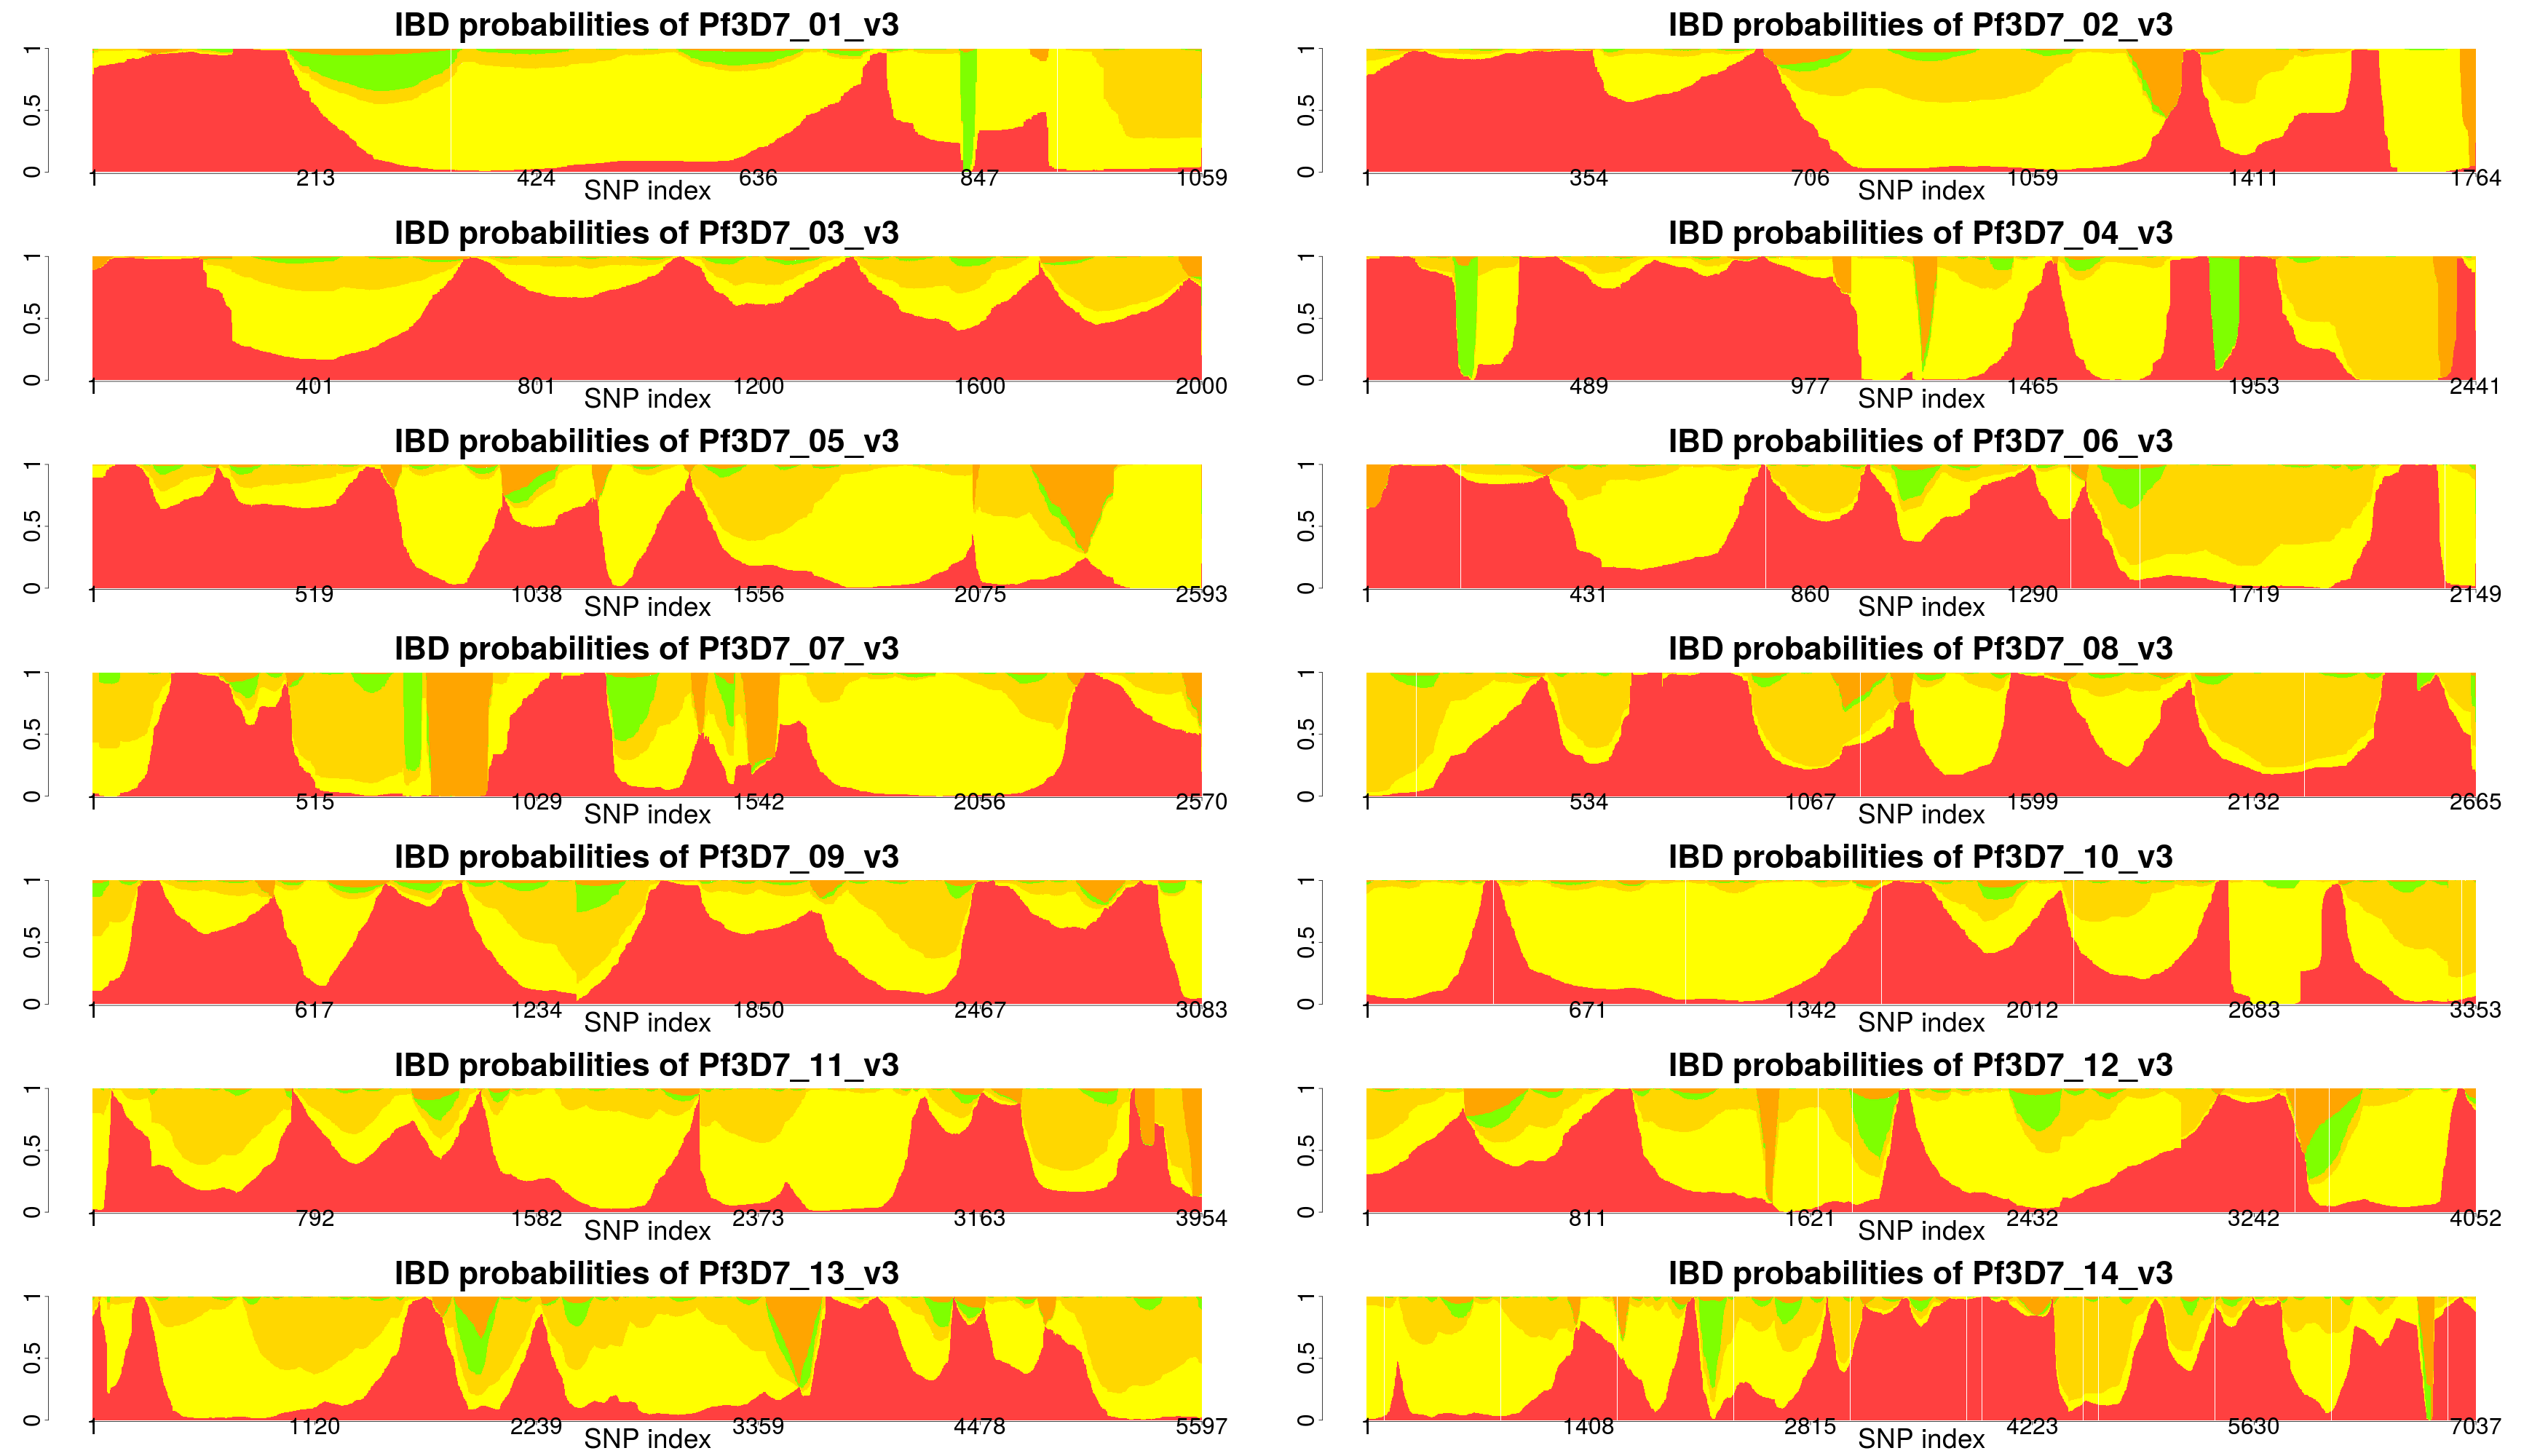 IBD probabilities of Pf3D7_01_v3
0 0.5 1
1 213 424 636 847 1059
SNP index
IBD probabilities of Pf3D7_02_v3
0 0.5 1
1 354 706 1059 1411 1764
SNP index
IBD probabilities of Pf3D7_03_v3
0 0.5 1
1 401 801 1200 1600 2000
SNP index
IBD probabilities of Pf3D7_04_v3
0 0.5 1
1 489 977 1465 1953 2441
SNP index
IBD probabilities of Pf3D7_05_v3
0 0.5 1
1 519 1038 1556 2075 2593
SNP index
IBD probabilities of Pf3D7_06_v3
0 0.5 1
1 431 860 1290 1719 2149
SNP index
IBD probabilities of Pf3D7_07_v3
0 0.5 1
1 515 1029 1542 2056 2570
SNP index
IBD probabilities of Pf3D7_08_v3
0 0.5 1
1 534 1067 1599 2132 2665
SNP index
IBD probabilities of Pf3D7_09_v3
0 0.5 1
1 617 1234 1850 2467 3083
SNP index
IBD probabilities of Pf3D7_10_v3
0 0.5 1
1 671 1342 2012 2683 3353
SNP index
IBD probabilities of Pf3D7_11_v3
0 0.5 1
1 792 1582 2373 3163 3954
SNP index
IBD probabilities of Pf3D7_12_v3
0 0.5 1
1 811 1621 2432 3242 4052
SNP index
IBD probabilities of Pf3D7_13_v3
0 0.5 1
1 1120 2239 3359 4478 5597
SNP index
IBD probabilities of Pf3D7_14_v3
0 0.5 1
1 1408 2815 4223 5630 7037
SNP index